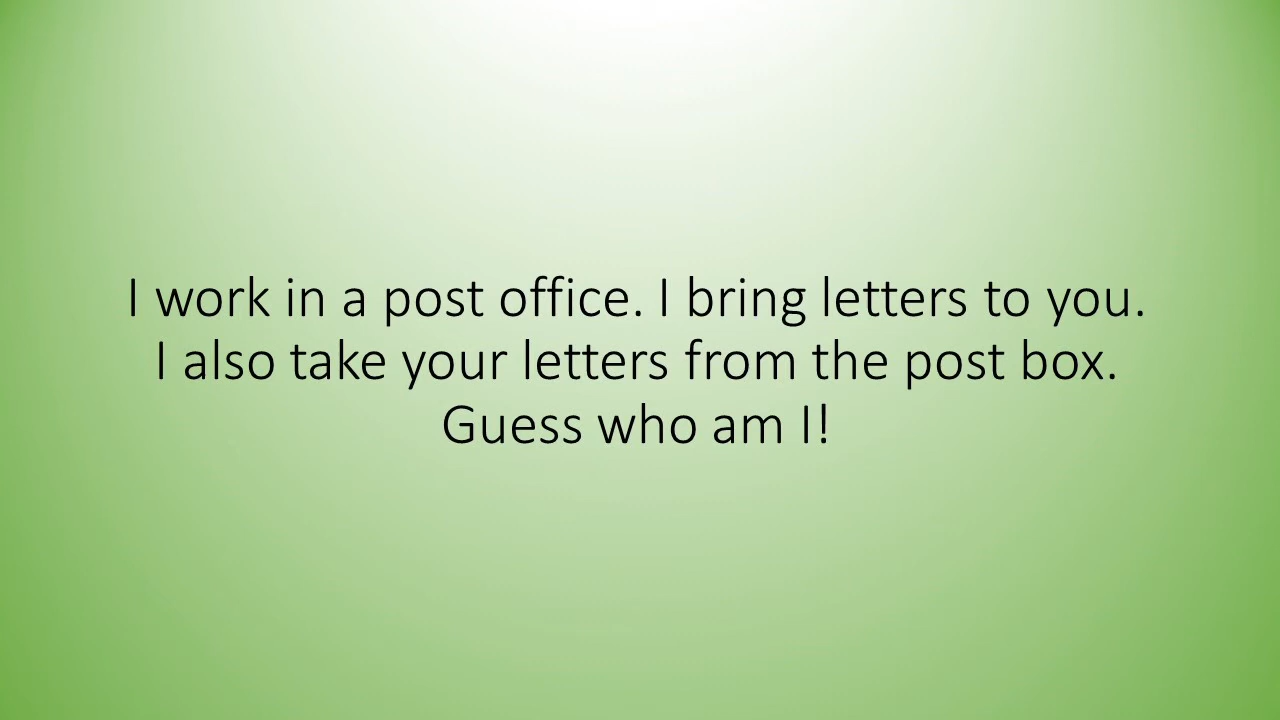 I work in a post office. I bring letters to you.
I also take your letters from the post box.
Guess who am I!